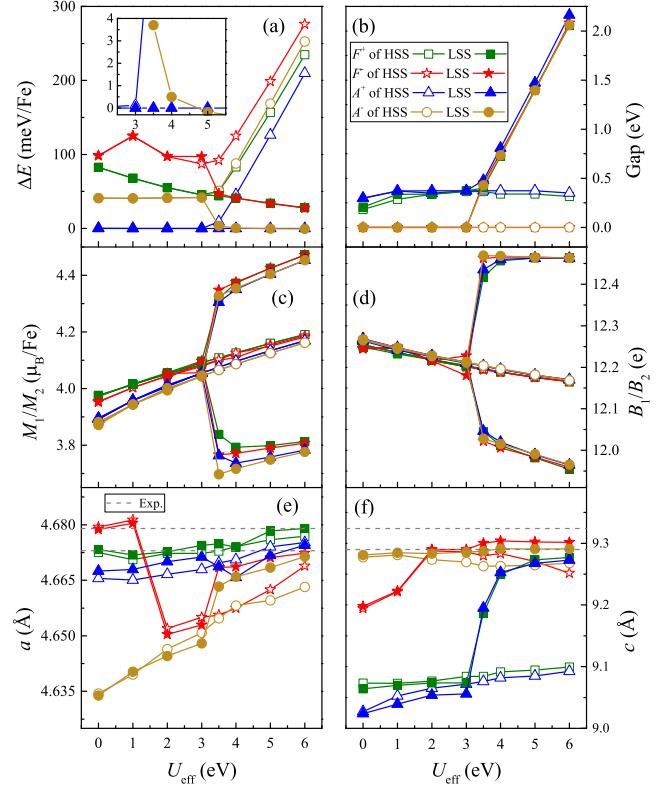 300
200
100
0
ΔE (meV/Fe)
4
3
2
1
0
3 4 5
(a)
(b)
F⁺ of HSS LSS
F⁻ of HSS LSS
A⁺ of HSS LSS
A⁻ of HSS LSS
2.0
1.5
1.0
0.5
0.0
Gap (eV)
4.4
4.2
4.0
3.8
M₁/M₂ (μ_B/Fe)
(c)
(d)
12.4
12.3
12.2
12.1
12.0
B₁/B₂ (e)
4.680
4.665
4.650
4.635
a (Å)
Exp.
(e)
(f)
9.3
9.2
9.1
9.0
c (Å)
0 1 2 3 4 5 6
0 1 2 3 4 5 6
U_eff (eV)
U_eff (eV)